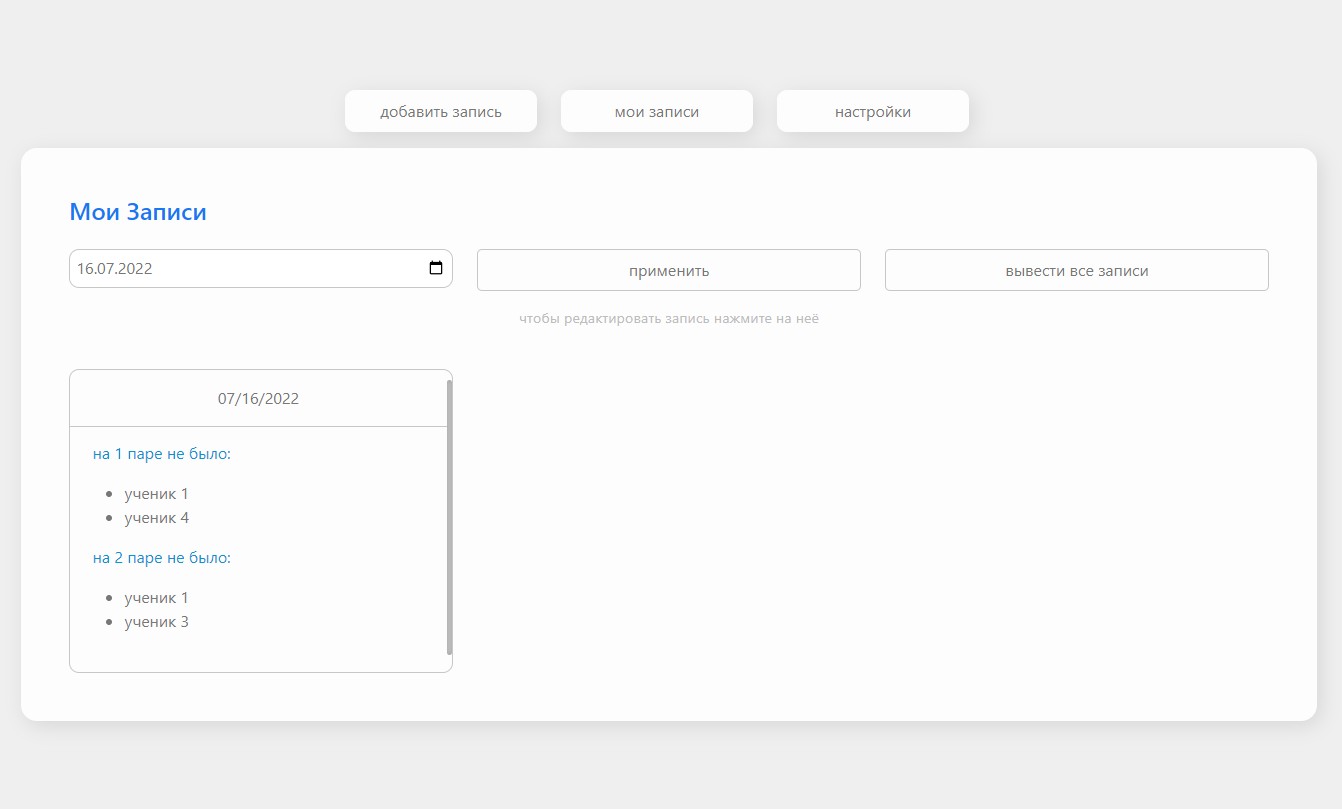 добавить запись
мои записи
настройки
Мои Записи
16.07.2022
применить
вывести все записи
чтобы редактировать запись нажмите на неё
07/16/2022
на 1 паре не было:
ученик 1
ученик 4
на 2 паре не было:
ученик 1
ученик 3